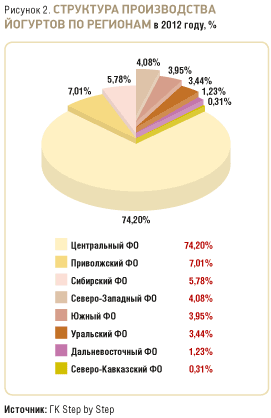 Рисунок 2. СТРУКТУРА ПРОИЗВОДСТВА
ЙОГУРТОВ ПО РЕГИОНАМ в 2012 году, %
4,08%
5,78%
3,95%
3,44%
7,01%
1,23%
0,31%
74,20%
Центральный ФО 74,20%
Приволжский ФО 7,01%
Сибирский ФО 5,78%
Северо-Западный ФО 4,08%
Южный ФО 3,95%
Уральский ФО 3,44%
Дальневосточный ФО 1,23%
Северо-Кавказский ФО 0,31%
Источник: ГК Step by Step